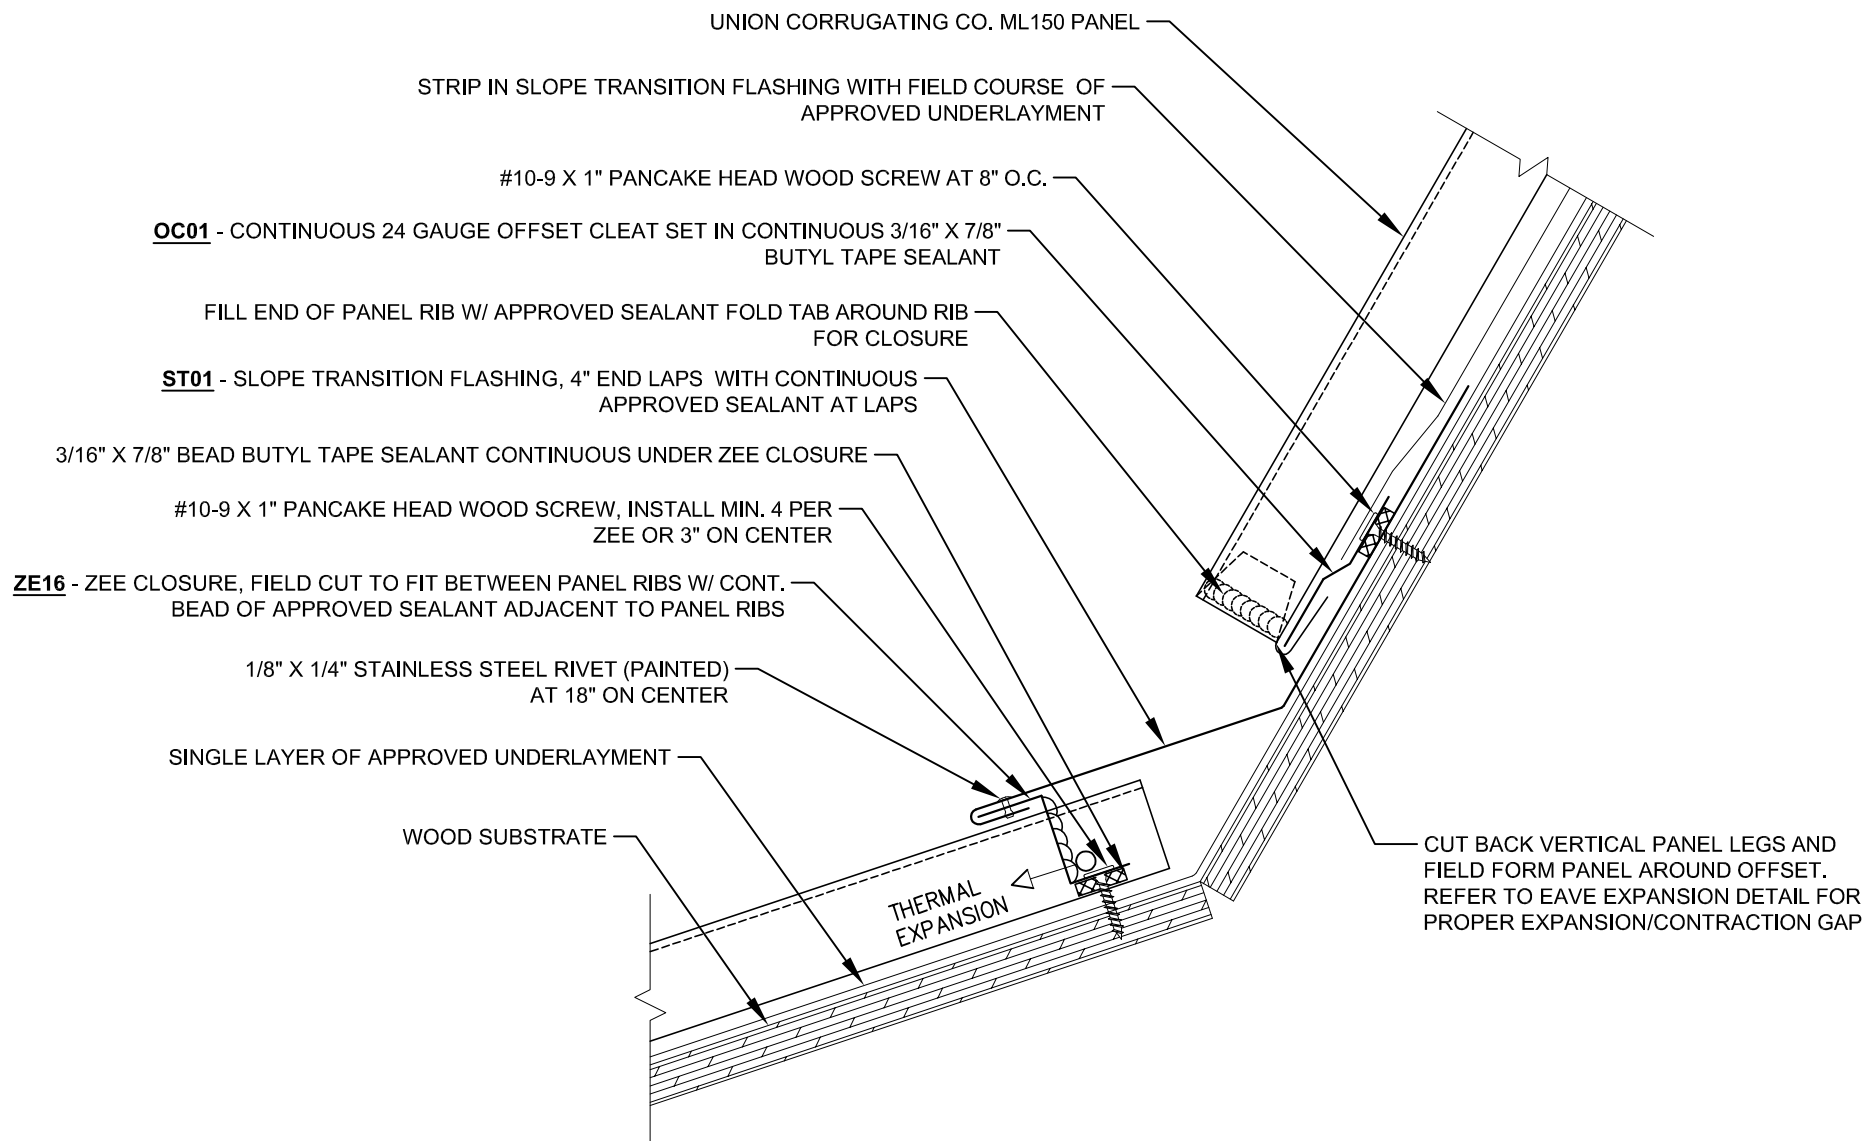 UNION CORRUGATING CO. ML150 PANEL
STRIP IN SLOPE TRANSITION FLASHING WITH FIELD COURSE OF
APPROVED UNDERLAYMENT
#10-9 X 1" PANCAKE HEAD WOOD SCREW AT 8" O.C.
OC01 - CONTINUOUS 24 GAUGE OFFSET CLEAT SET IN CONTINUOUS 3/16" X 7/8"
BUTYL TAPE SEALANT
FILL END OF PANEL RIB W/ APPROVED SEALANT FOLD TAB AROUND RIB
FOR CLOSURE
ST01 - SLOPE TRANSITION FLASHING, 4" END LAPS WITH CONTINUOUS
APPROVED SEALANT AT LAPS
3/16" X 7/8" BEAD BUTYL TAPE SEALANT CONTINUOUS UNDER ZEE CLOSURE
#10-9 X 1" PANCAKE HEAD WOOD SCREW, INSTALL MIN. 4 PER
ZEE OR 3" ON CENTER
ZE16 - ZEE CLOSURE, FIELD CUT TO FIT BETWEEN PANEL RIBS W/ CONT.
BEAD OF APPROVED SEALANT ADJACENT TO PANEL RIBS
1/8" X 1/4" STAINLESS STEEL RIVET (PAINTED)
AT 18" ON CENTER
SINGLE LAYER OF APPROVED UNDERLAYMENT
WOOD SUBSTRATE
THERMAL
EXPANSION
CUT BACK VERTICAL PANEL LEGS AND
FIELD FORM PANEL AROUND OFFSET.
REFER TO EAVE EXPANSION DETAIL FOR
PROPER EXPANSION/CONTRACTION GAP